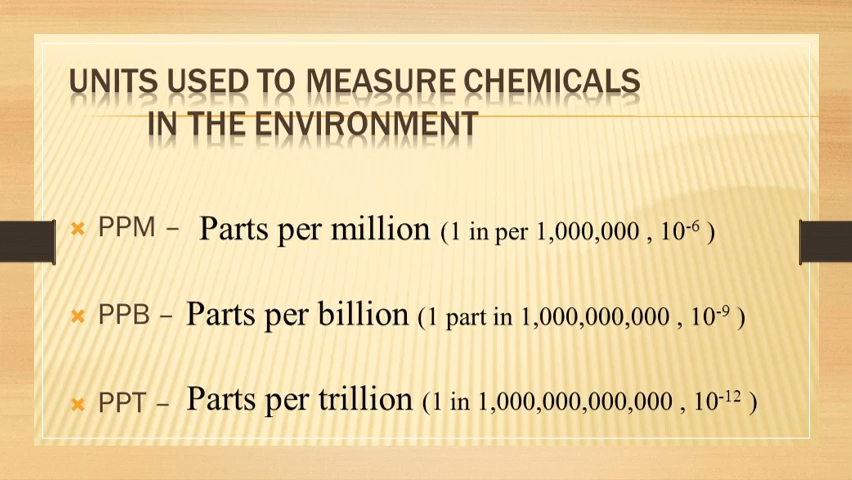 UNITS USED TO MEASURE CHEMICALS
IN THE ENVIRONMENT
PPM – Parts per million (1 in per 1,000,000 , 10⁻⁶ )
PPB – Parts per billion (1 part in 1,000,000,000 , 10⁻⁹ )
PPT – Parts per trillion (1 in 1,000,000,000,000 , 10⁻¹² )